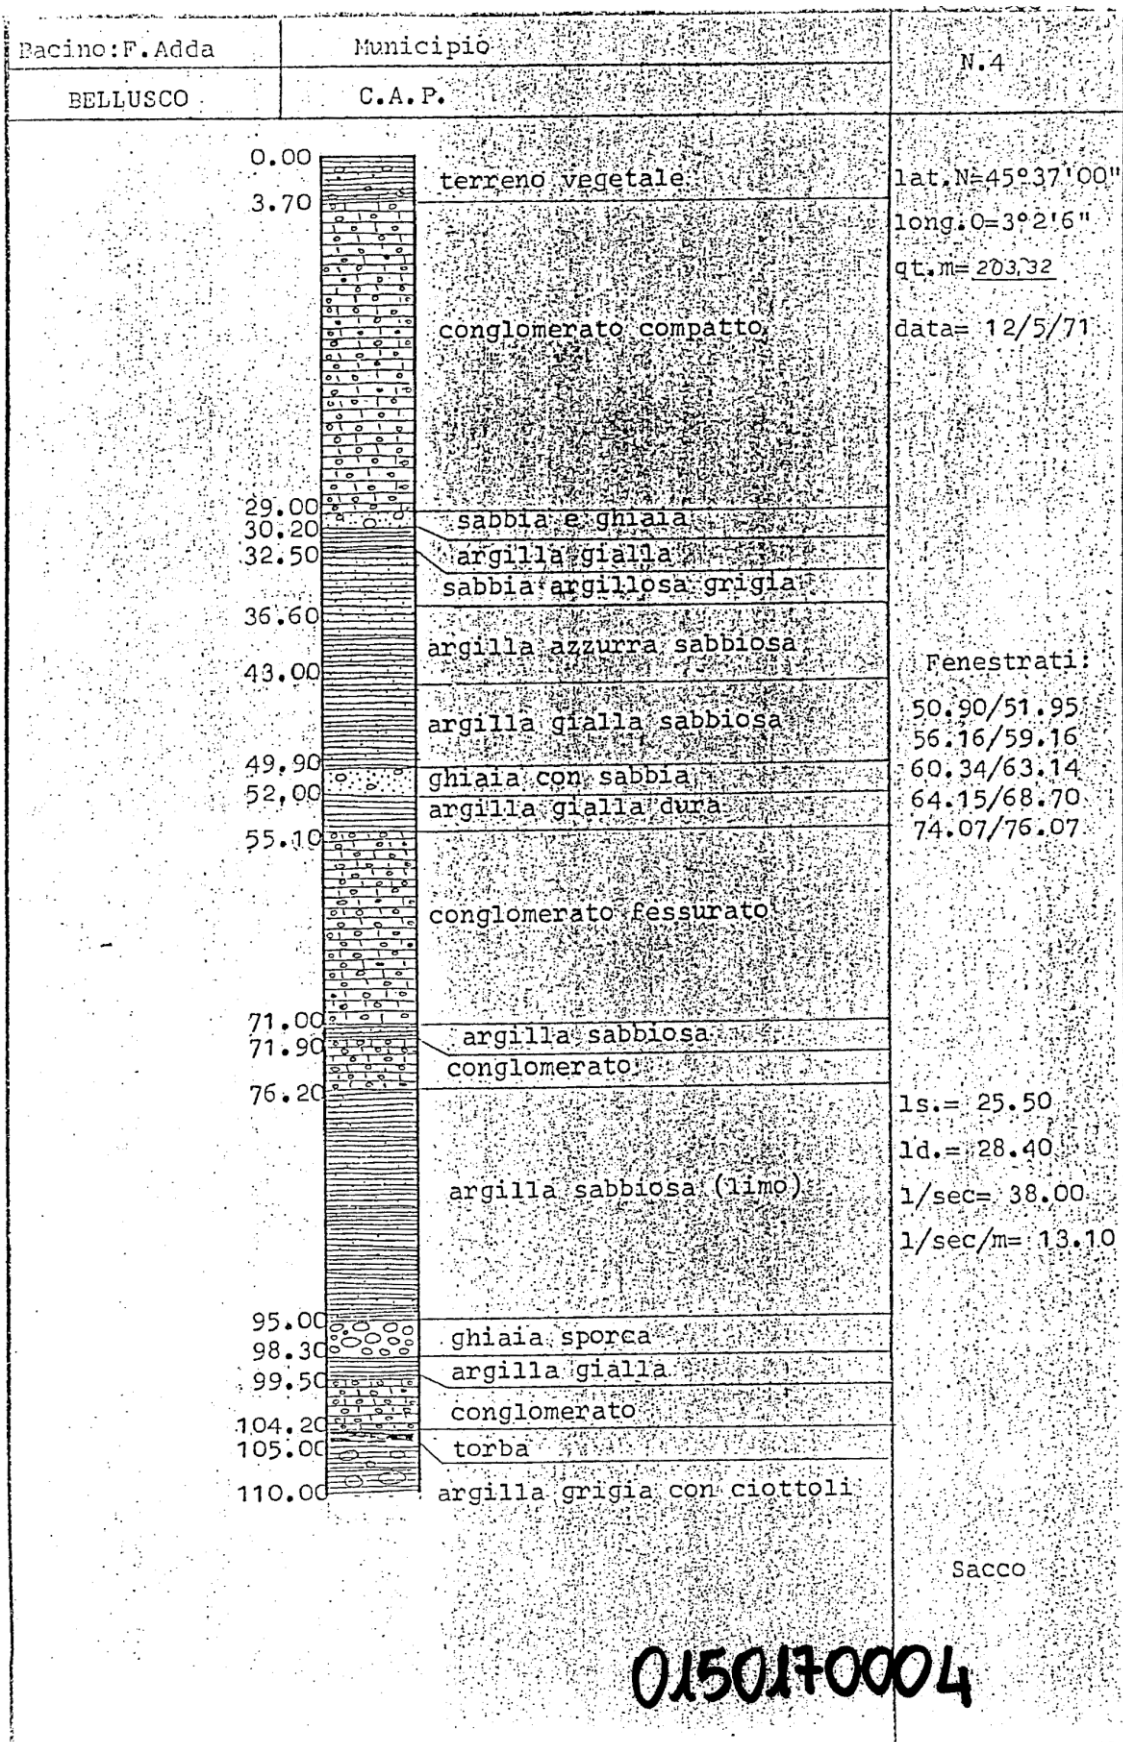 Bacino:F.Adda
Municipio
N.4
BELLUSCO
C.A.P.
0.00
terreno vegetale
lat.N=45°37'00"
3.70
long.O=3°2'6"
qt.m= 203,32
conglomerato compatto
data= 12/5/71
29.00
sabbia e ghiaia
30.20
argilla gialla
32.50
sabbia argillosa grigia
36.60
argilla azzurra sabbiosa
Fenestrati:
43.00
50.90/51.95
argilla gialla sabbiosa
56.16/59.16
49.90
60.34/63.14
ghiaia con sabbia
52,00
64.15/68.70
argilla gialla dura
74.07/76.07
55.10
conglomerato fessurato
71.00
argilla sabbiosa
71.90
conglomerato
76.20
ls.= 25.50
ld.= 28.40
argilla sabbiosa (limo)
l/sec= 38.00
l/sec/m= 13.10
95.00
ghiaia sporca
98.30
argilla gialla
99.50
conglomerato
104.20
torba
105.00
110.00
argilla grigia con ciottoli
Sacco
0150170004